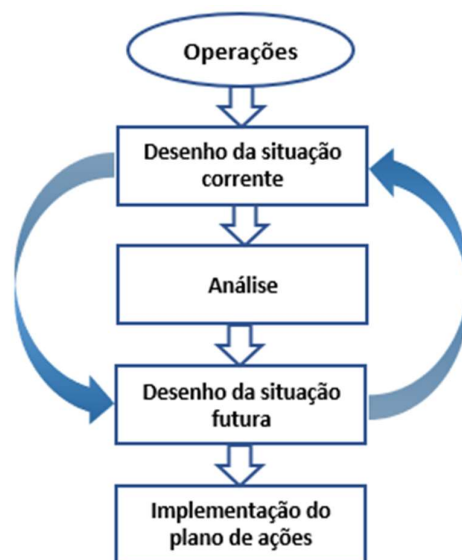 Operações
Desenho da situação
corrente
Análise
Desenho da situação
futura
Implementação do
plano de ações